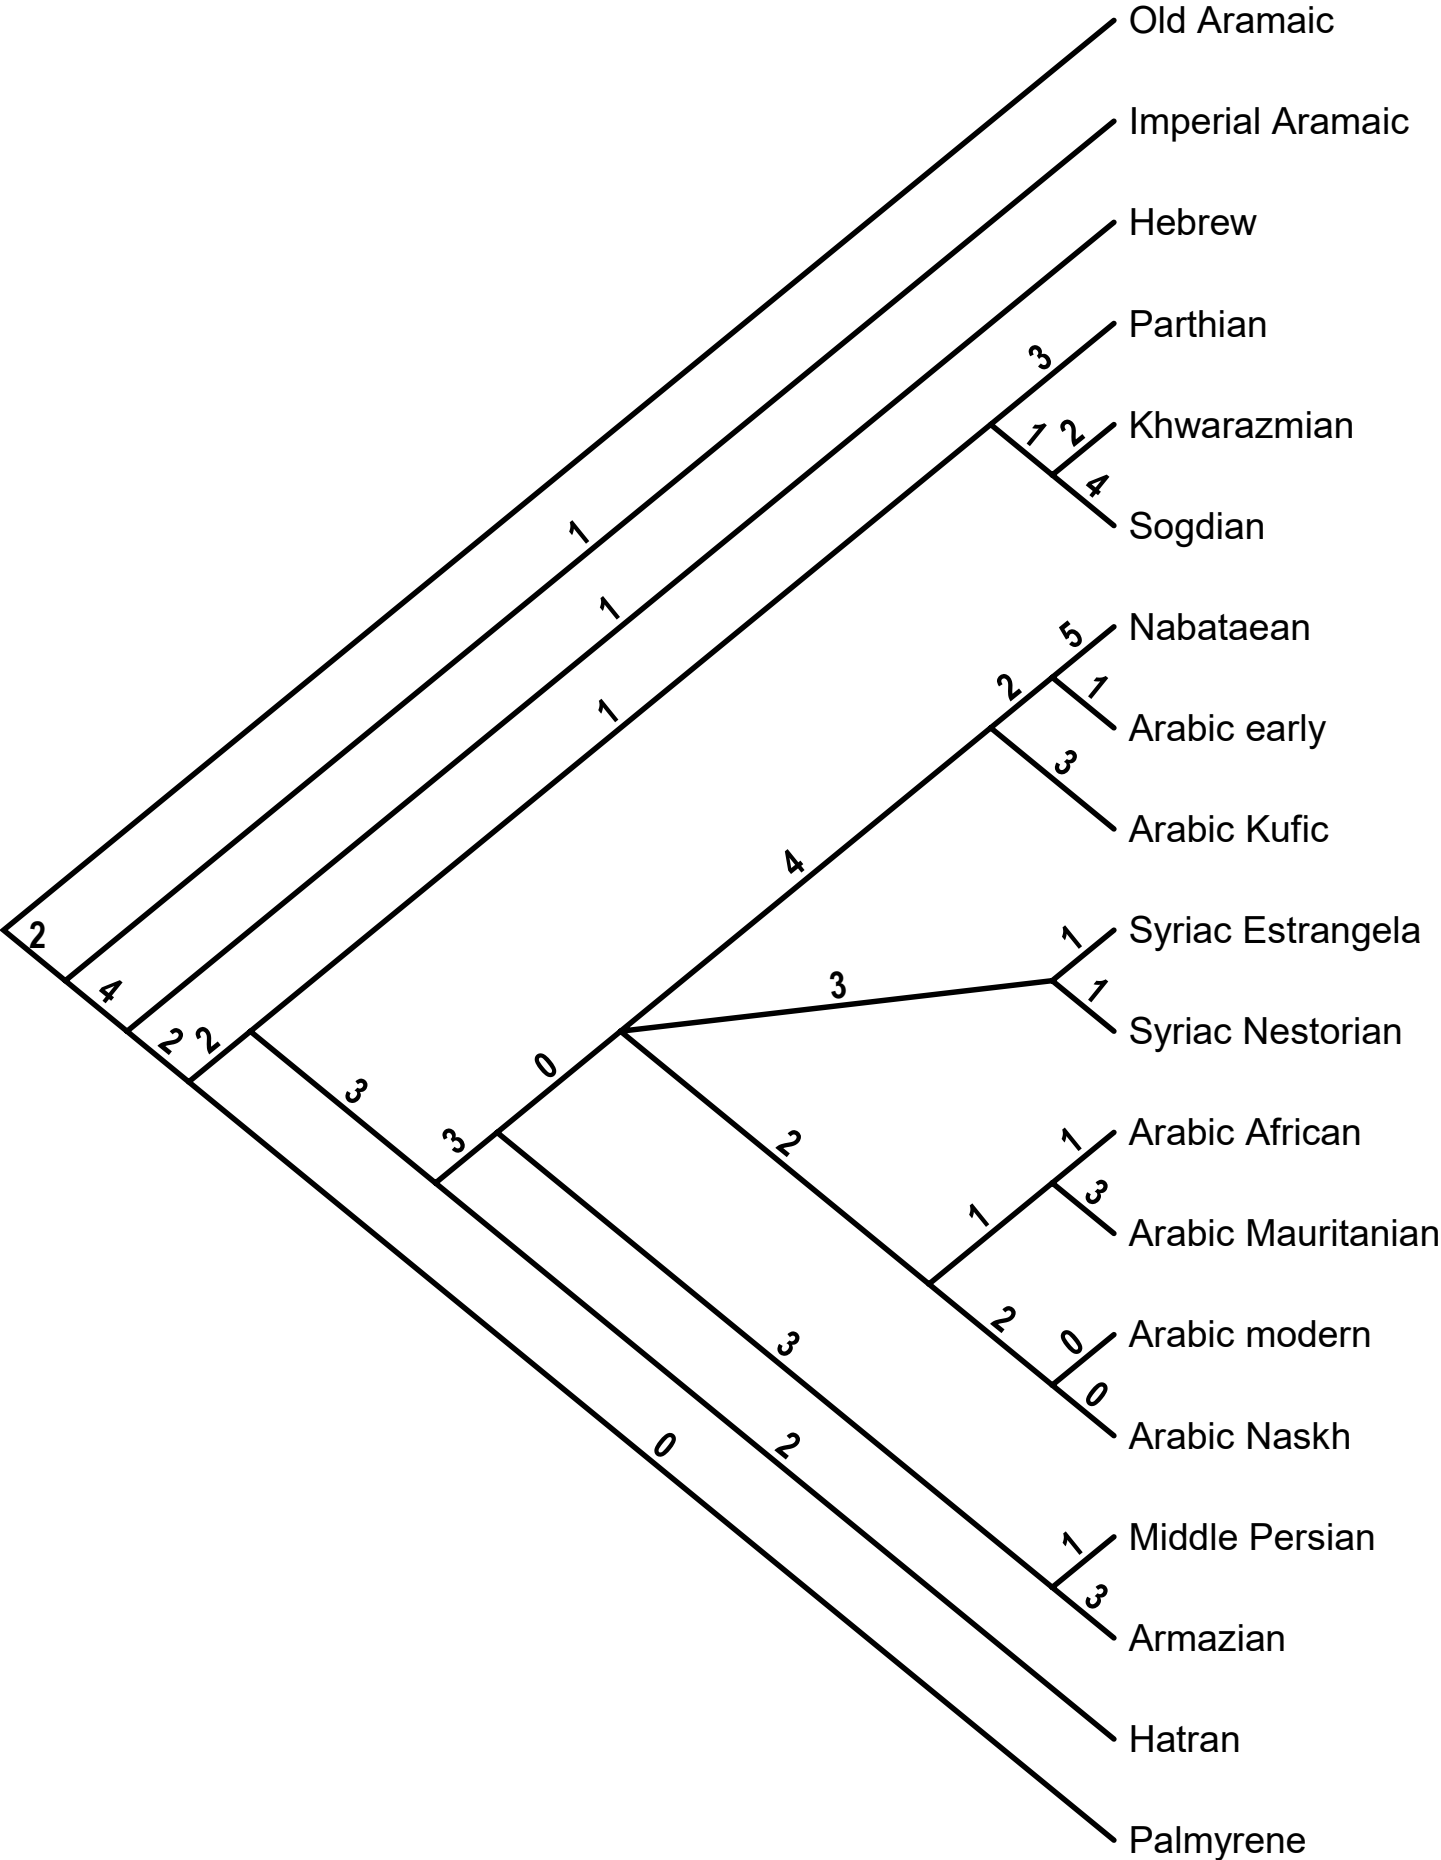 Old Aramaic
Imperial Aramaic
Hebrew
Parthian
3
Khwarazmian
1 2
4
Sogdian
1
1
Nabataean
5
2
1
1
Arabic early
3
Arabic Kufic
4
Syriac Estrangela
1
2
3
1
4
Syriac Nestorian
2 2
0
3
Arabic African
1
3
2
3
1
Arabic Mauritanian
2
0
Arabic modern
3
0
Arabic Naskh
0
2
Middle Persian
1
3
Armazian
Hatran
Palmyrene